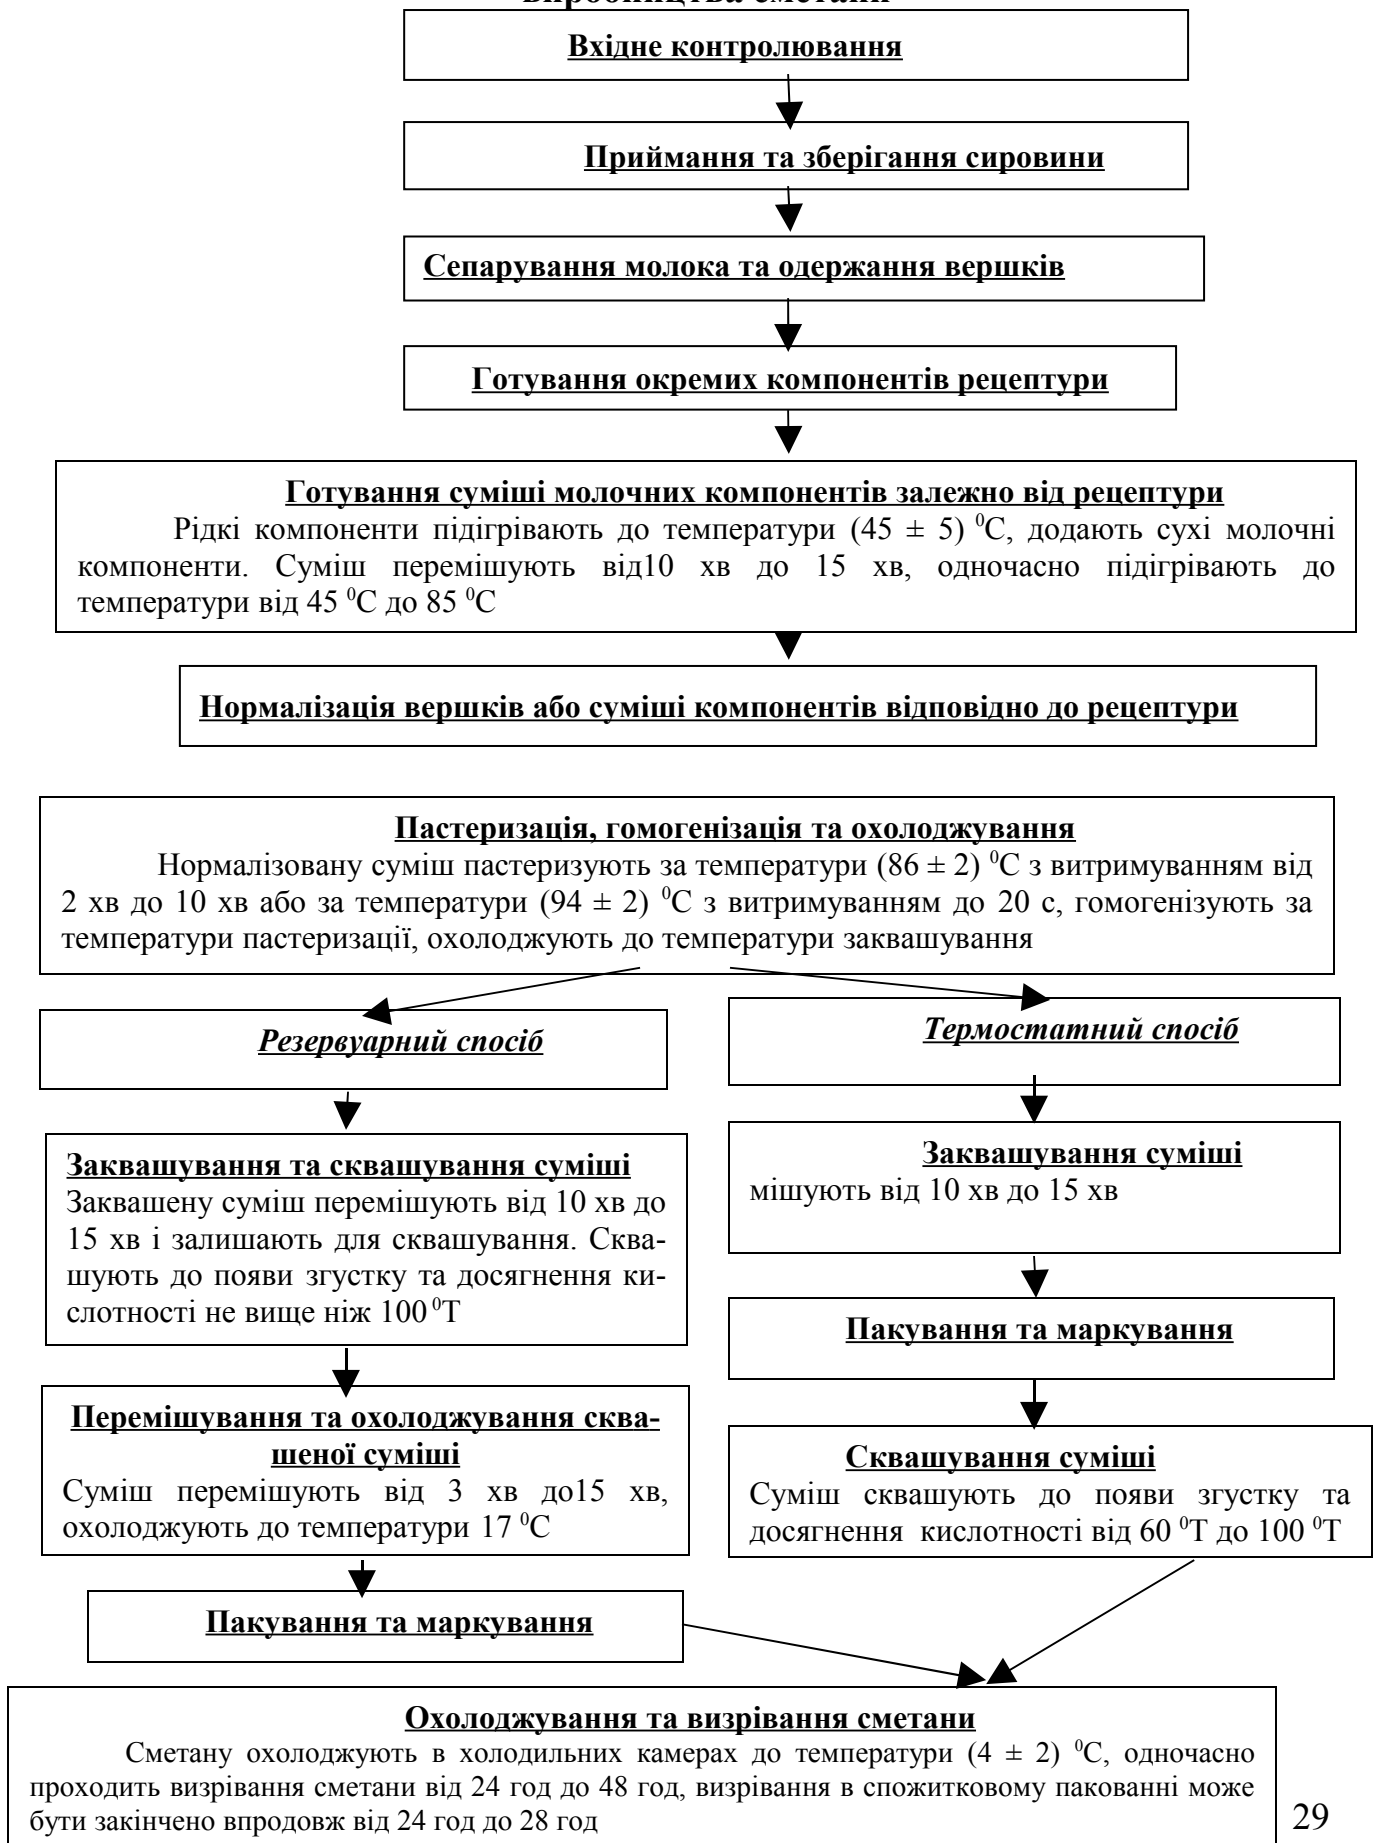 виробництва сметани
Вхідне контролювання
Приймання та зберігання сировини
Сепарування молока та одержання вершків
Готування окремих компонентів рецептури
Готування суміші молочних компонентів залежно від рецептури
Рідкі компоненти підігрівають до температури (45 ± 5) ⁰С, додають сухі молочні
компоненти. Суміш перемішують від10 хв до 15 хв, одночасно підігрівають до
температури від 45 ⁰С до 85 ⁰С
Нормалізація вершків або суміші компонентів відповідно до рецептури
Пастеризація, гомогенізація та охолоджування
Нормалізовану суміш пастеризують за температури (86 ± 2) ⁰С з витримуванням від
2 хв до 10 хв або за температури (94 ± 2) ⁰С з витримуванням до 20 с, гомогенізують за
температури пастеризації, охолоджують до температури заквашування
Резервуарний спосіб
Заквашування та сквашування суміші
Заквашену суміш перемішують від 10 хв до
15 хв і залишають для сквашування. Сква-
шують до появи згустку та досягнення ки-
слотності не вище ніж 100 ⁰Т
Перемішування та охолоджування сква-
шеної суміші
Суміш перемішують від 3 хв до15 хв,
охолоджують до температури 17 ⁰С
Пакування та маркування
Термостатний спосіб
Заквашування суміші
мішують від 10 хв до 15 хв
Пакування та маркування
Сквашування суміші
Суміш сквашують до появи згустку та
досягнення кислотності від 60 ⁰Т до 100 ⁰Т
Охолоджування та визрівання сметани
Сметану охолоджують в холодильних камерах до температури (4 ± 2) ⁰С, одночасно
проходить визрівання сметани від 24 год до 48 год, визрівання в спожитковому пакованні може
бути закінчено впродовж від 24 год до 28 год
29